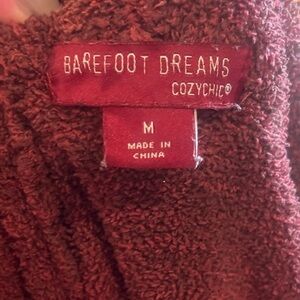 BAREFOOT DREAMS
COZYCHIC®
M
MADE IN
CHINA